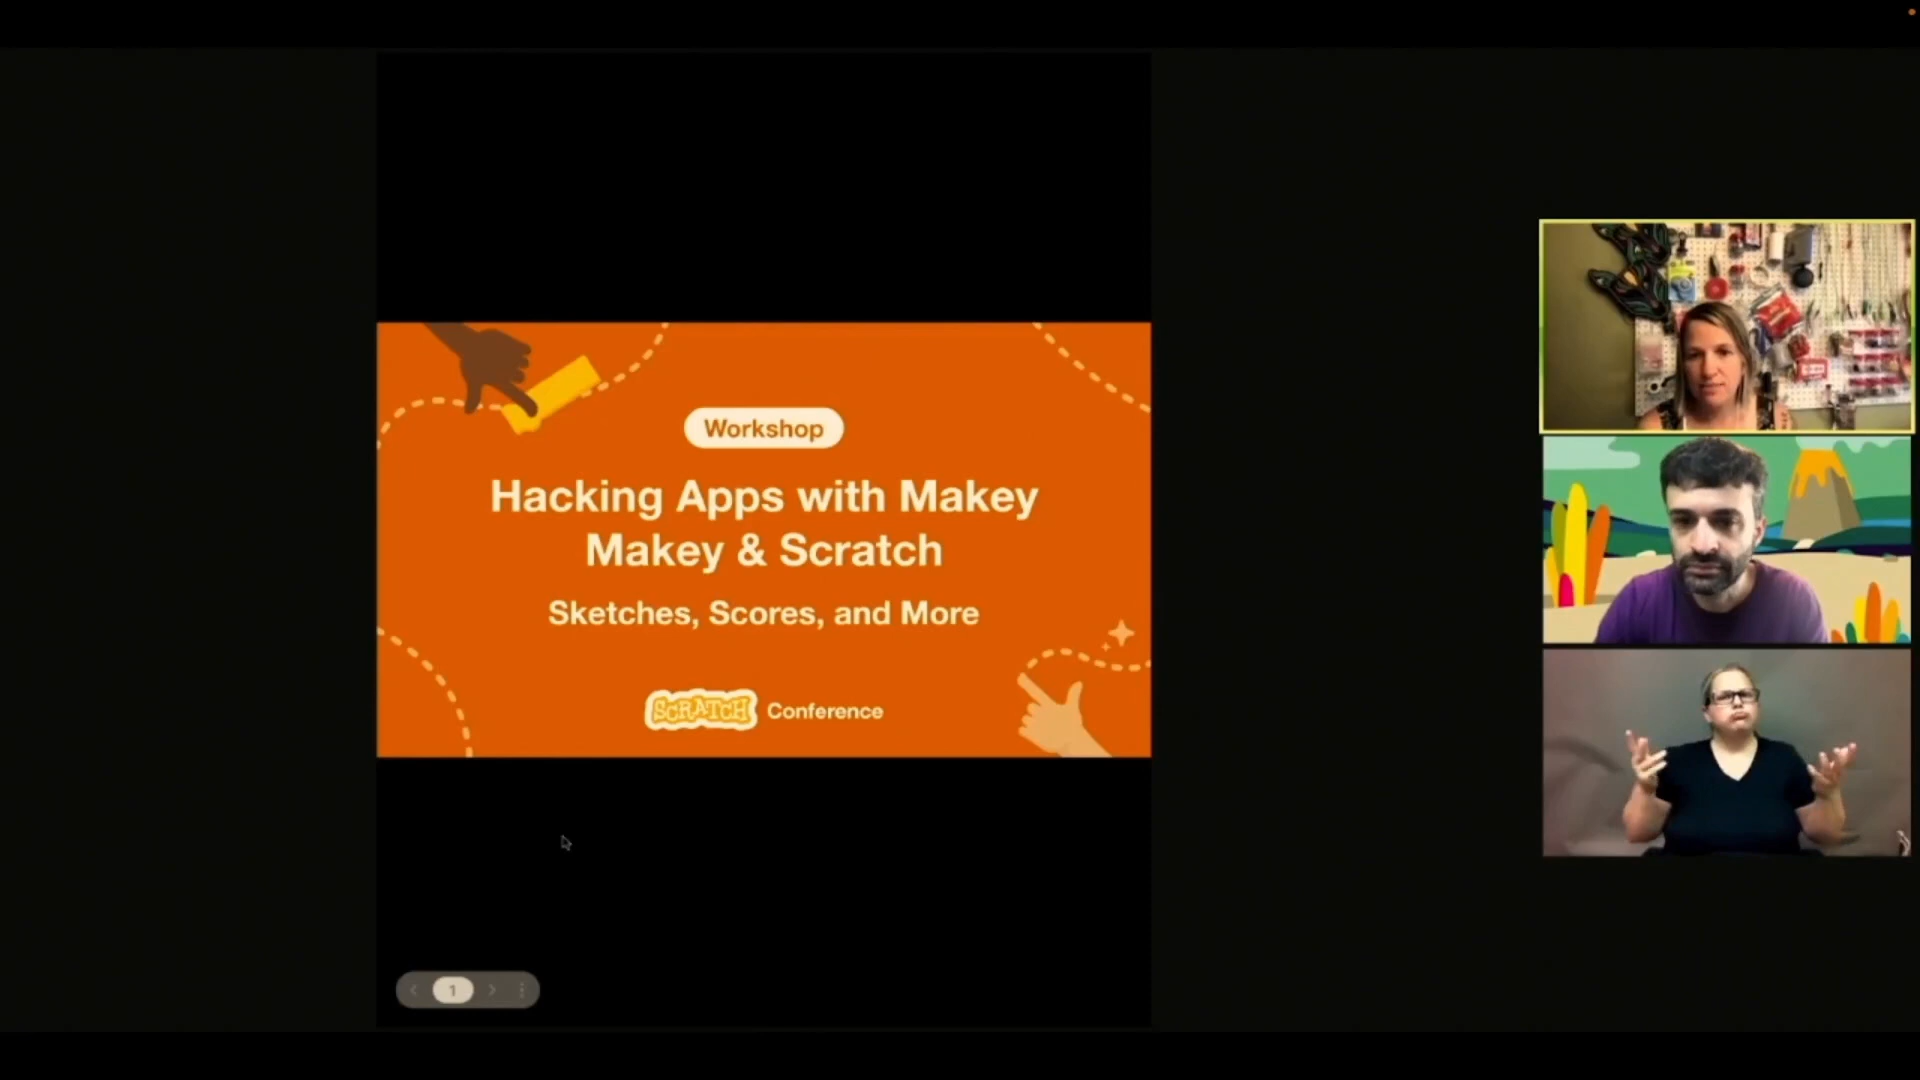 Workshop
Hacking Apps with Makey
Makey & Scratch
Sketches, Scores, and More
SCRATCH Conference
1